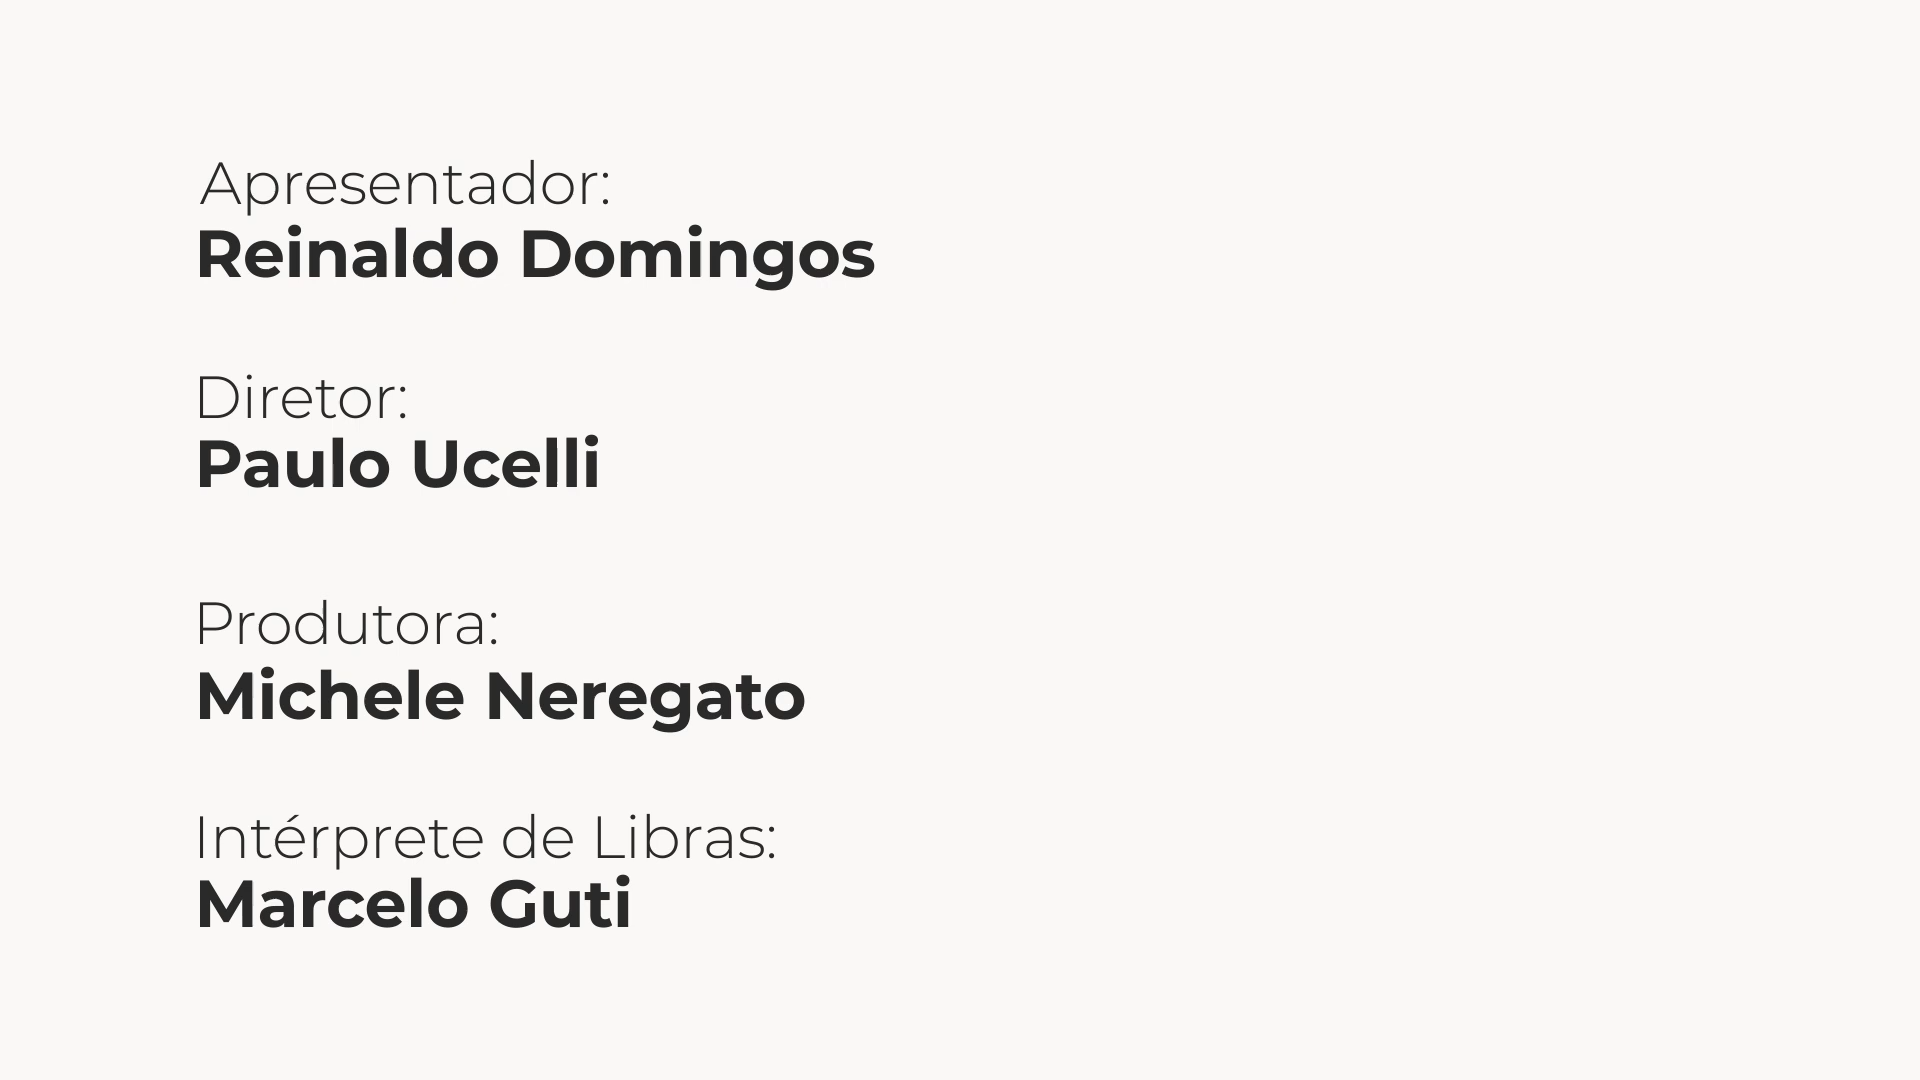 Apresentador:
Reinaldo Domingos
Diretor:
Paulo Ucelli
Produtora:
Michele Neregato
Intérprete de Libras:
Marcelo Guti